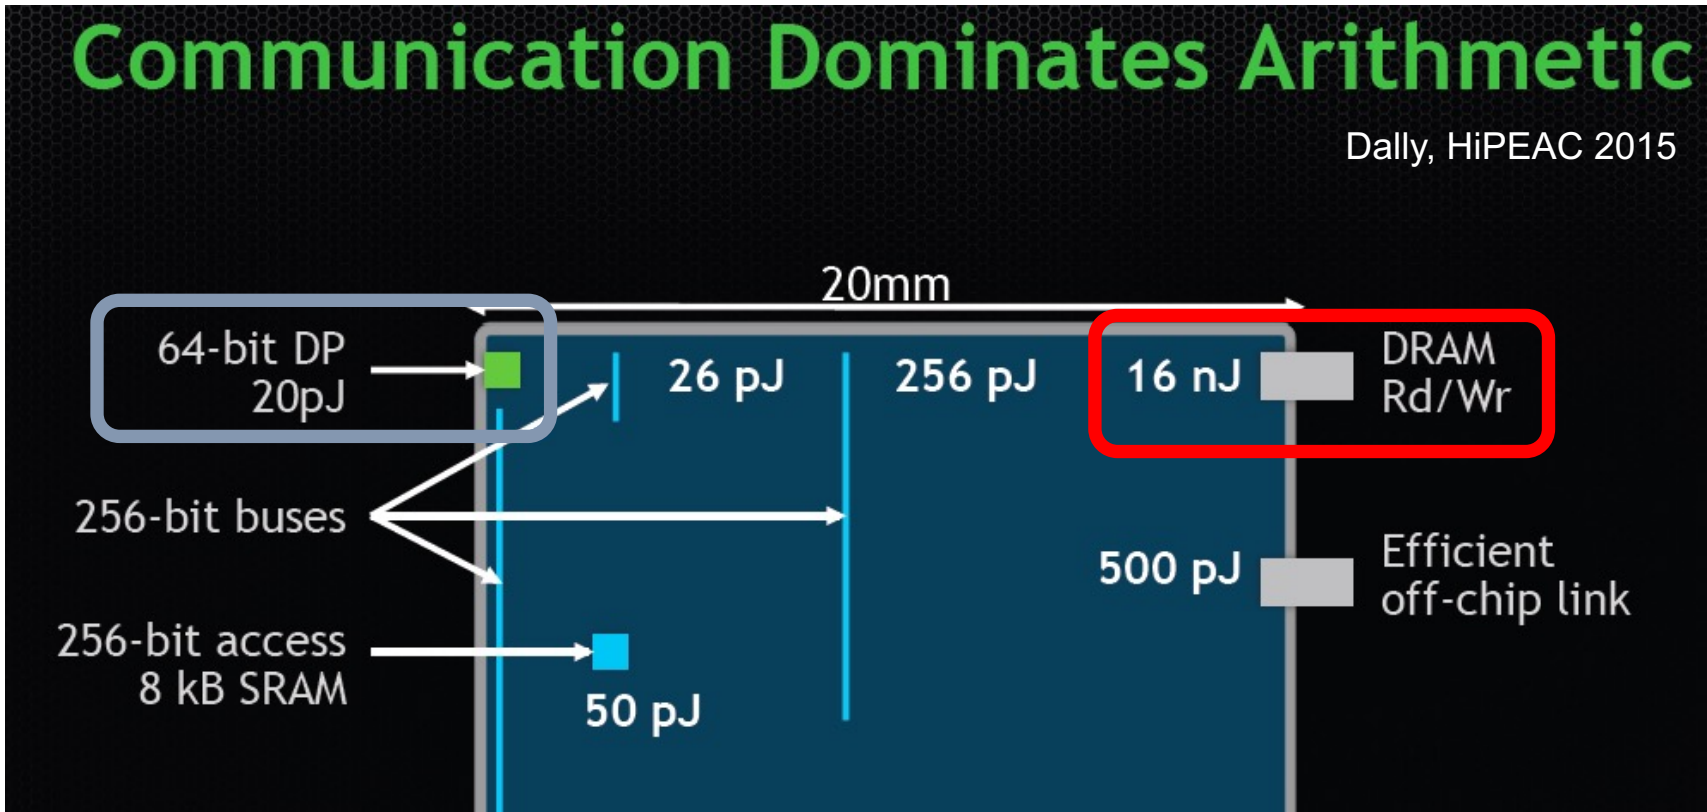 Communication Dominates Arithmetic
Dally, HiPEAC 2015
20mm
64-bit DP
20pJ
26 pJ
256 pJ
16 nJ
DRAM
Rd/Wr
256-bit buses
500 pJ
Efficient
off-chip link
256-bit access
8 kB SRAM
50 pJ